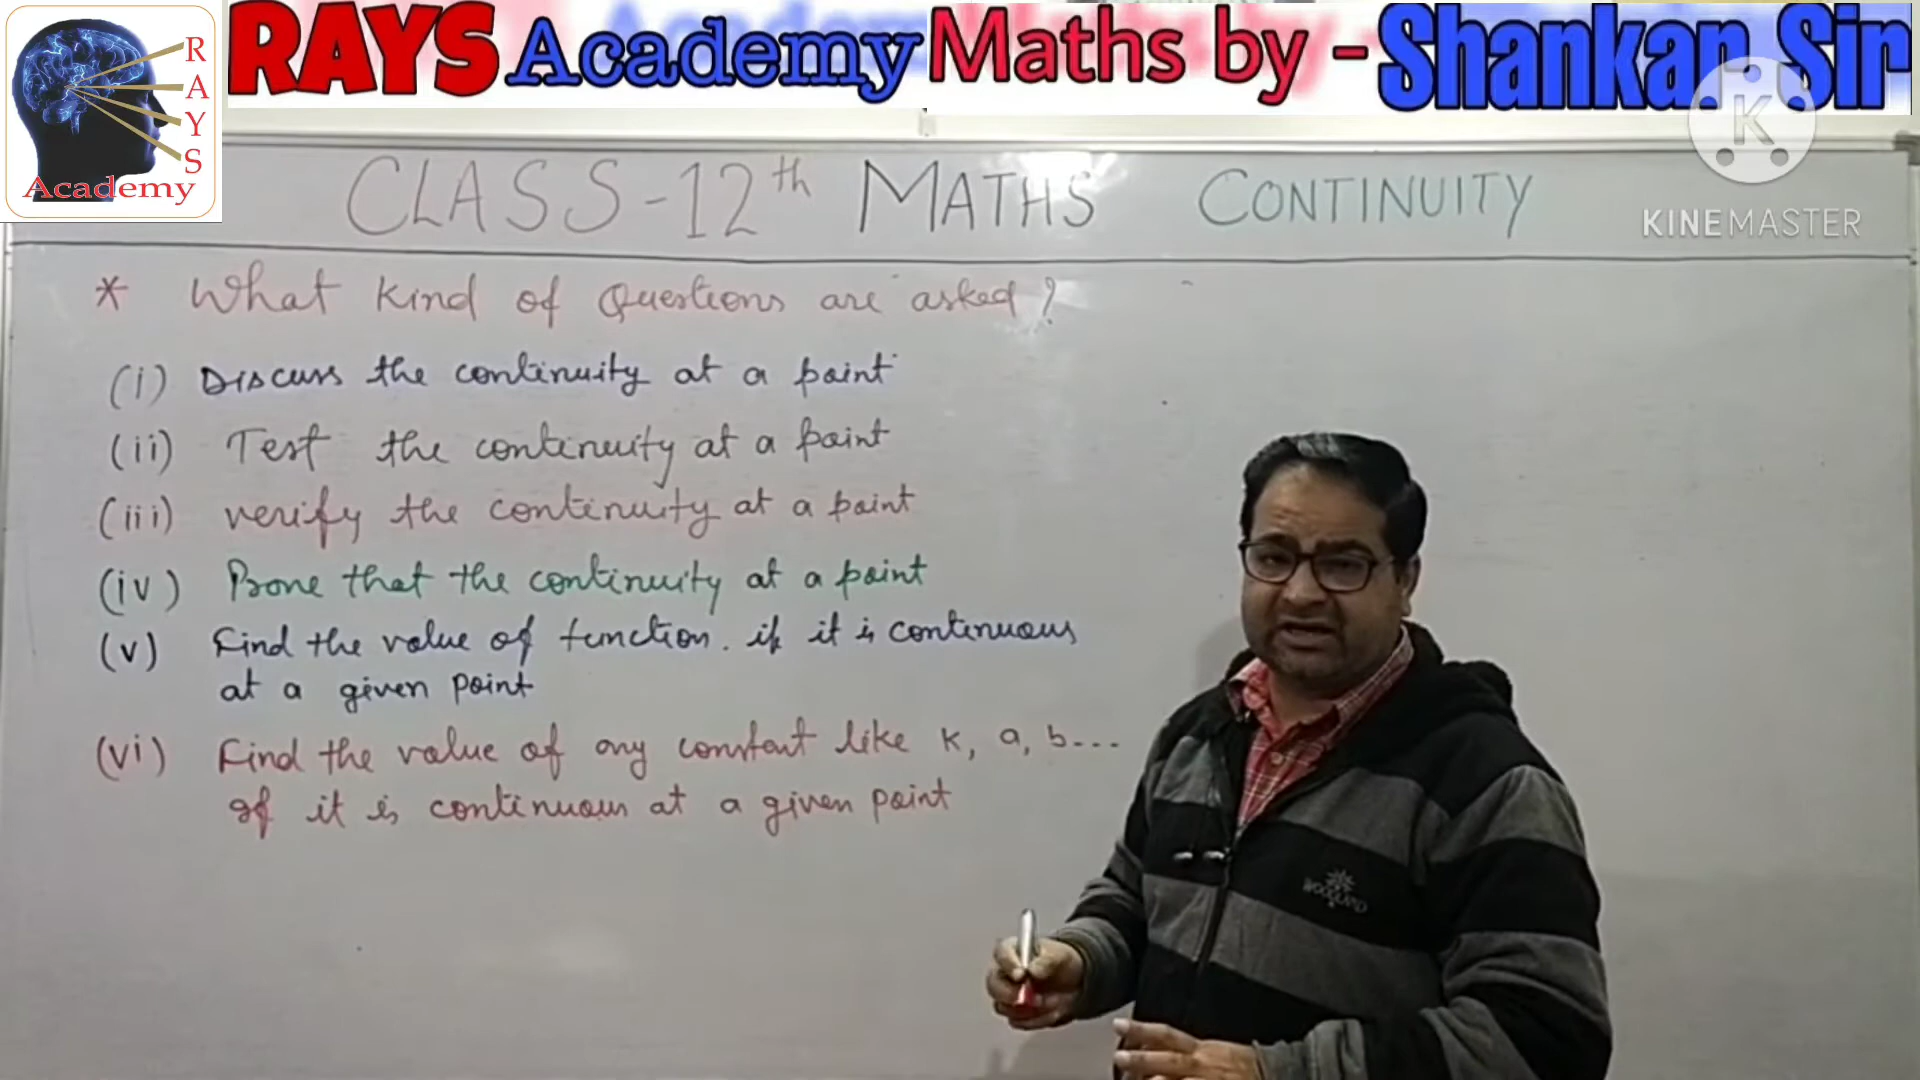 RAYS Academy Maths by - Shankar Sir
R
A
Y
S
Academy
K
KINEMASTER
CLASS-12th MATHS CONTINUITY
* What kind of Questions are asked?
(i) Discuss the continuity at a point
(ii) Test the continuity at a point
(iii) verify the continuity at a point
(iv) Prove that the continuity at a point
(v) Find the value of function. if it is continuous
at a given point
(vi) Find the value of any constant like k, a, b...
If it is continuous at a given point
WOODLAND